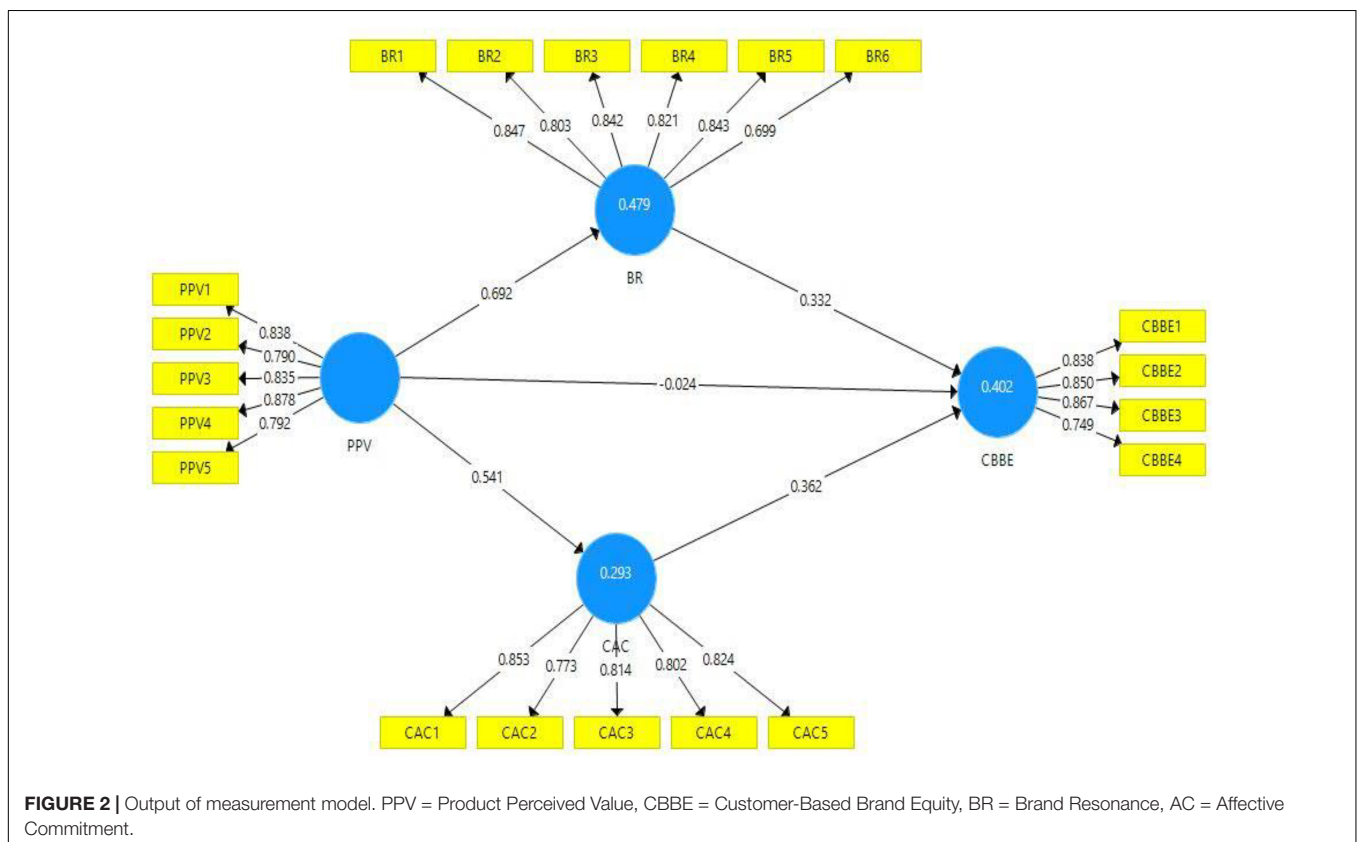 BR1 BR2 BR3 BR4 BR5 BR6
0.847 0.803 0.842 0.821 0.843 0.699
0.479
BR
PPV1
PPV2
PPV3
PPV4
PPV5
0.838
0.790
0.835
0.878
0.792
PPV
0.692
-0.024
0.541
0.332
0.362
0.402
CBBE
0.838
0.850
0.867
0.749
CBBE1
CBBE2
CBBE3
CBBE4
0.293
CAC
0.853 0.773 0.814 0.802 0.824
CAC1 CAC2 CAC3 CAC4 CAC5
FIGURE 2 | Output of measurement model. PPV = Product Perceived Value, CBBE = Customer-Based Brand Equity, BR = Brand Resonance, AC = Affective
Commitment.